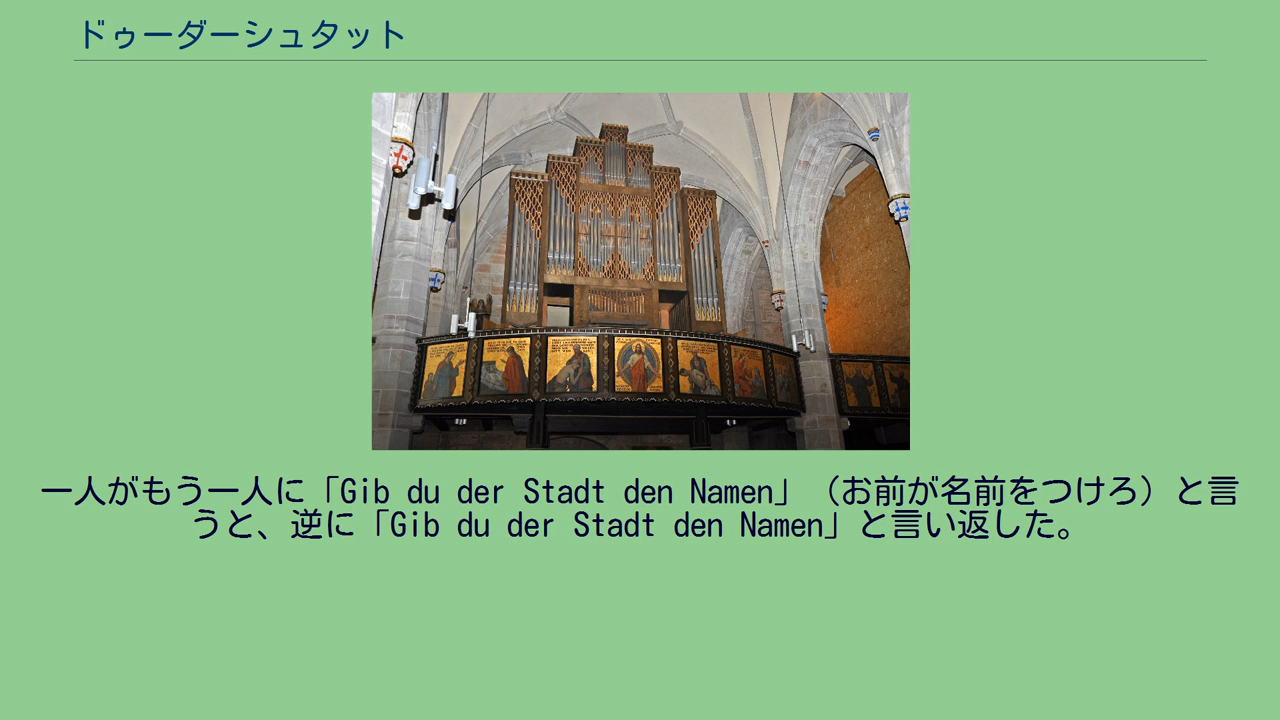 ドゥーダーシュタット
一人がもう一人に「Gib du der Stadt den Namen」（お前が名前をつけろ）と言
うと、逆に「Gib du der Stadt den Namen」と言い返した。